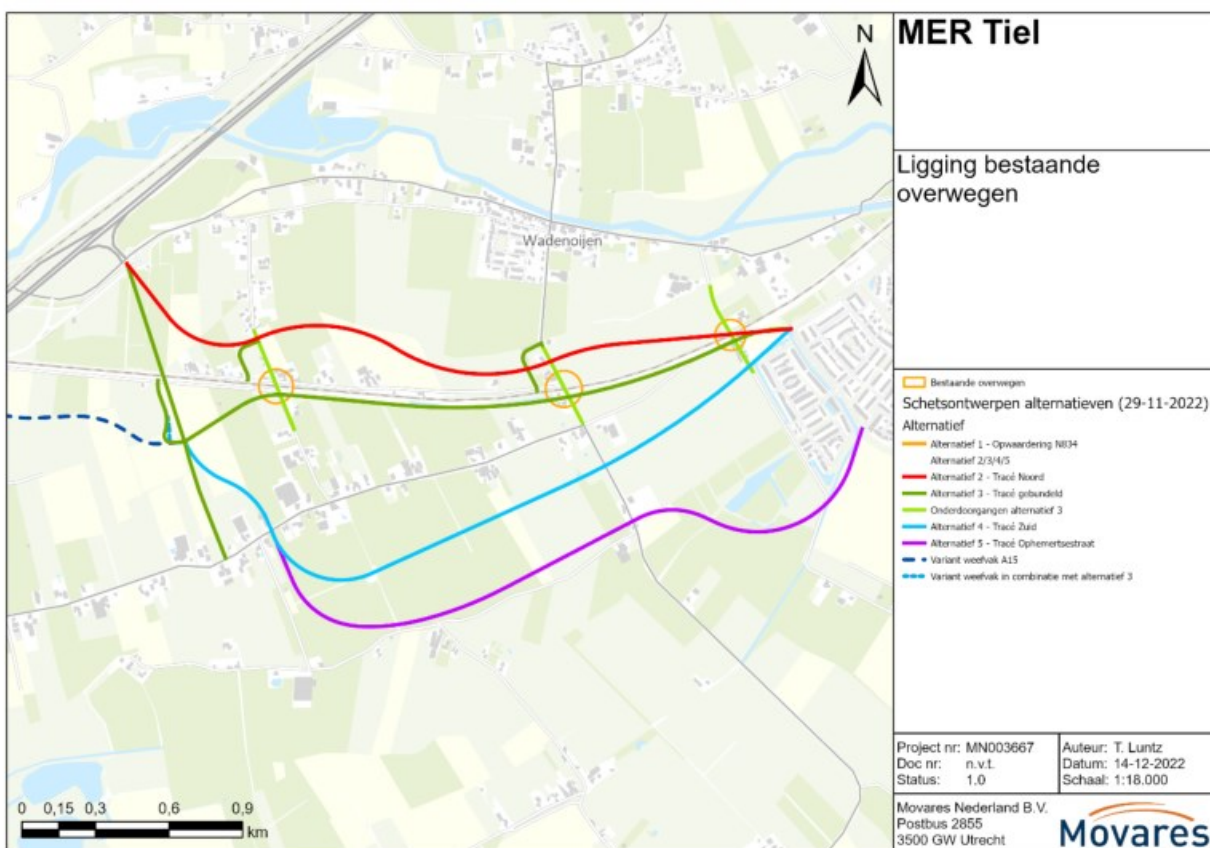 MER Tiel
N
Ligging bestaande
overwegen
Wadenoijen
Bestaande overwegen
Schetsontwerpen alternatieven (29-11-2022)
Alternatief
Alternatief 1 - Opwaardering N834
Alternatief 2/3/4/5
Alternatief 2 - Tracé Noord
Alternatief 3 - Tracé gebundeld
Onderdoorgangen alternatief 3
Alternatief 4 - Tracé Zuid
Alternatief 5 - Tracé Ophemertsestraat
Variant weefvak A15
Variant weefvak in combinatie met alternatief 3
0 0,15 0,3 0,6 0,9
km
Project nr: MN003667
Doc nr: n.v.t.
Status: 1.0
Auteur: T. Luntz
Datum: 14-12-2022
Schaal: 1:18.000
Movares Nederland B.V.
Postbus 2855
3500 GW Utrecht
Movares